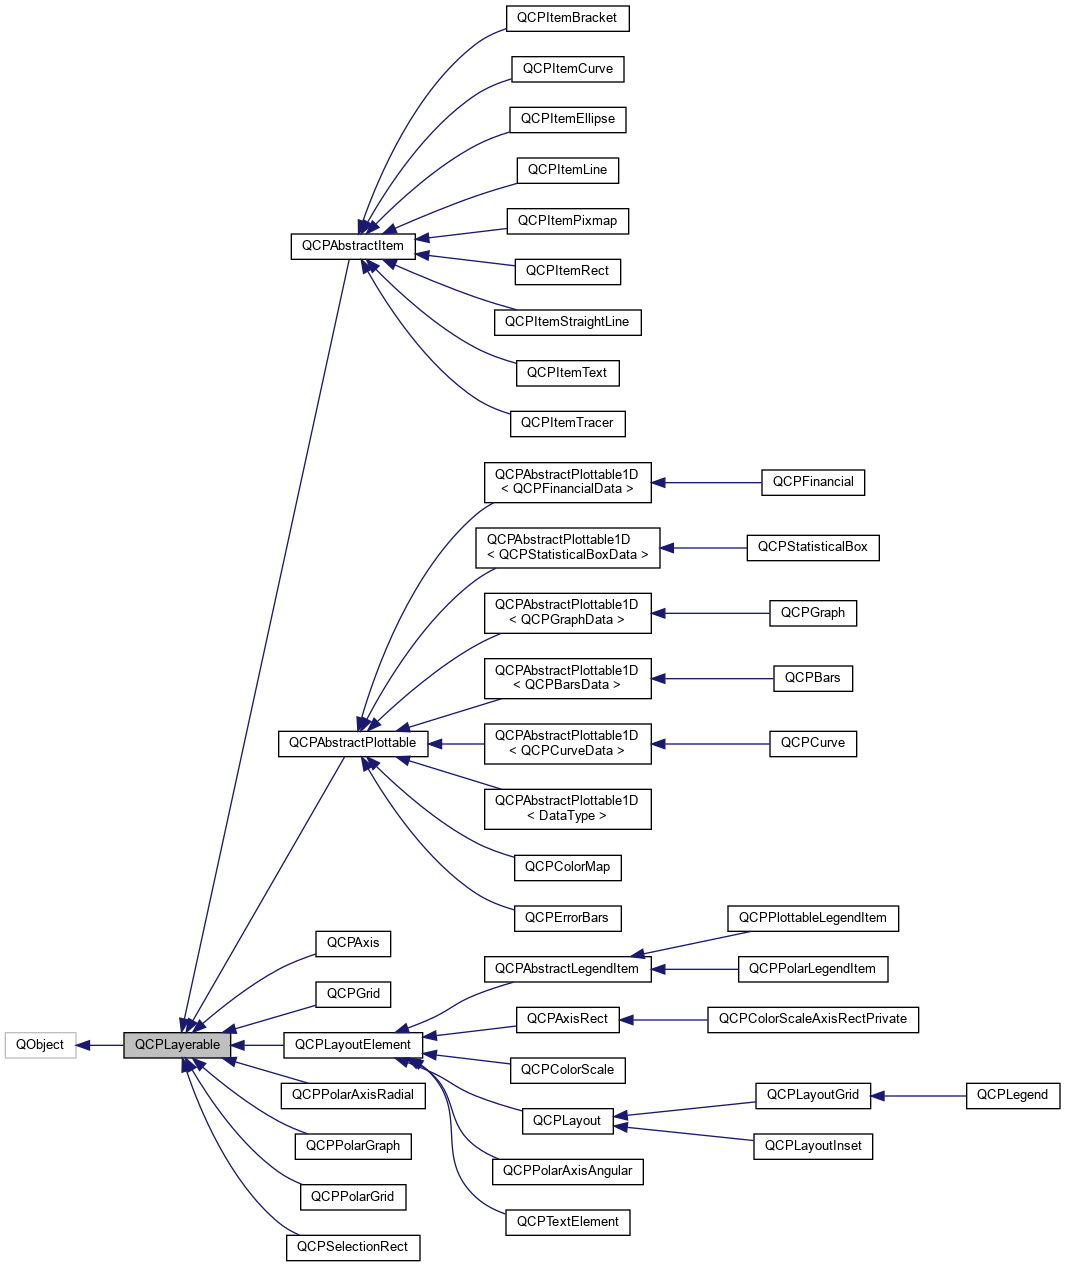 QCPItemBracket
QCPItemCurve
QCPItemEllipse
QCPItemLine
QCPItemPixmap
QCPAbstractItem
QCPItemRect
QCPItemStraightLine
QCPItemText
QCPItemTracer
QCPAbstractPlottable1D
< QCPFinancialData >
QCPFinancial
QCPAbstractPlottable1D
< QCPStatisticalBoxData >
QCPStatisticalBox
QCPAbstractPlottable1D
< QCPGraphData >
QCPGraph
QCPAbstractPlottable1D
< QCPBarsData >
QCPBars
QCPAbstractPlottable
QCPAbstractPlottable1D
< QCPCurveData >
QCPCurve
QCPAbstractPlottable1D
< DataType >
QCPColorMap
QCPErrorBars
QCPPlottableLegendItem
QCPAxis
QCPAbstractLegendItem
QCPPolarLegendItem
QCPGrid
QCPAxisRect
QCPColorScaleAxisRectPrivate
QObject
QCPLayerable
QCPLayoutElement
QCPColorScale
QCPPolarAxisRadial
QCPLayoutGrid
QCPLegend
QCPLayout
QCPPolarGraph
QCPLayoutInset
QCPPolarAxisAngular
QCPPolarGrid
QCPTextElement
QCPSelectionRect